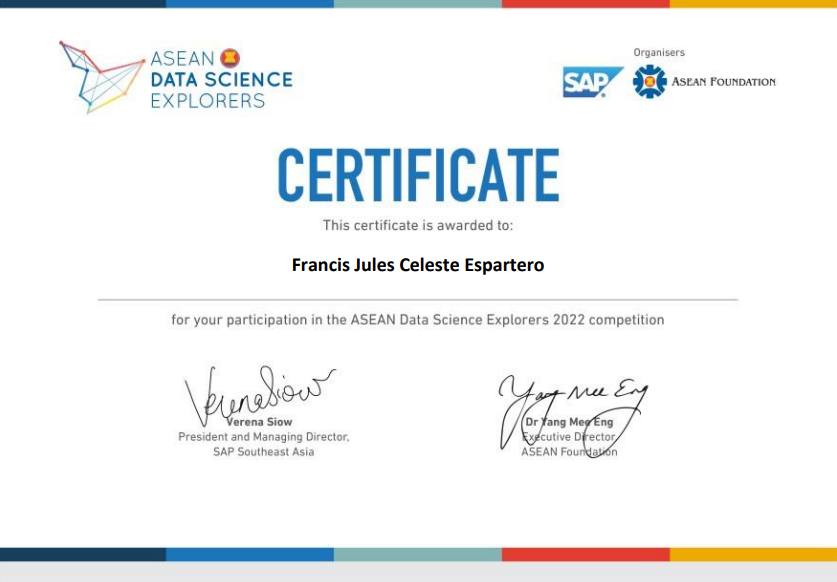 ASEAN
DATA SCIENCE
EXPLORERS
Organisers
SAP
ASEAN FOUNDATION
CERTIFICATE
This certificate is awarded to:
Francis Jules Celeste Espartero
for your participation in the ASEAN Data Science Explorers 2022 competition
Verena Siow
Yang Mee Eng
Verena Siow
President and Managing Director,
SAP Southeast Asia
Dr Yang Mee Eng
Executive Director,
ASEAN Foundation